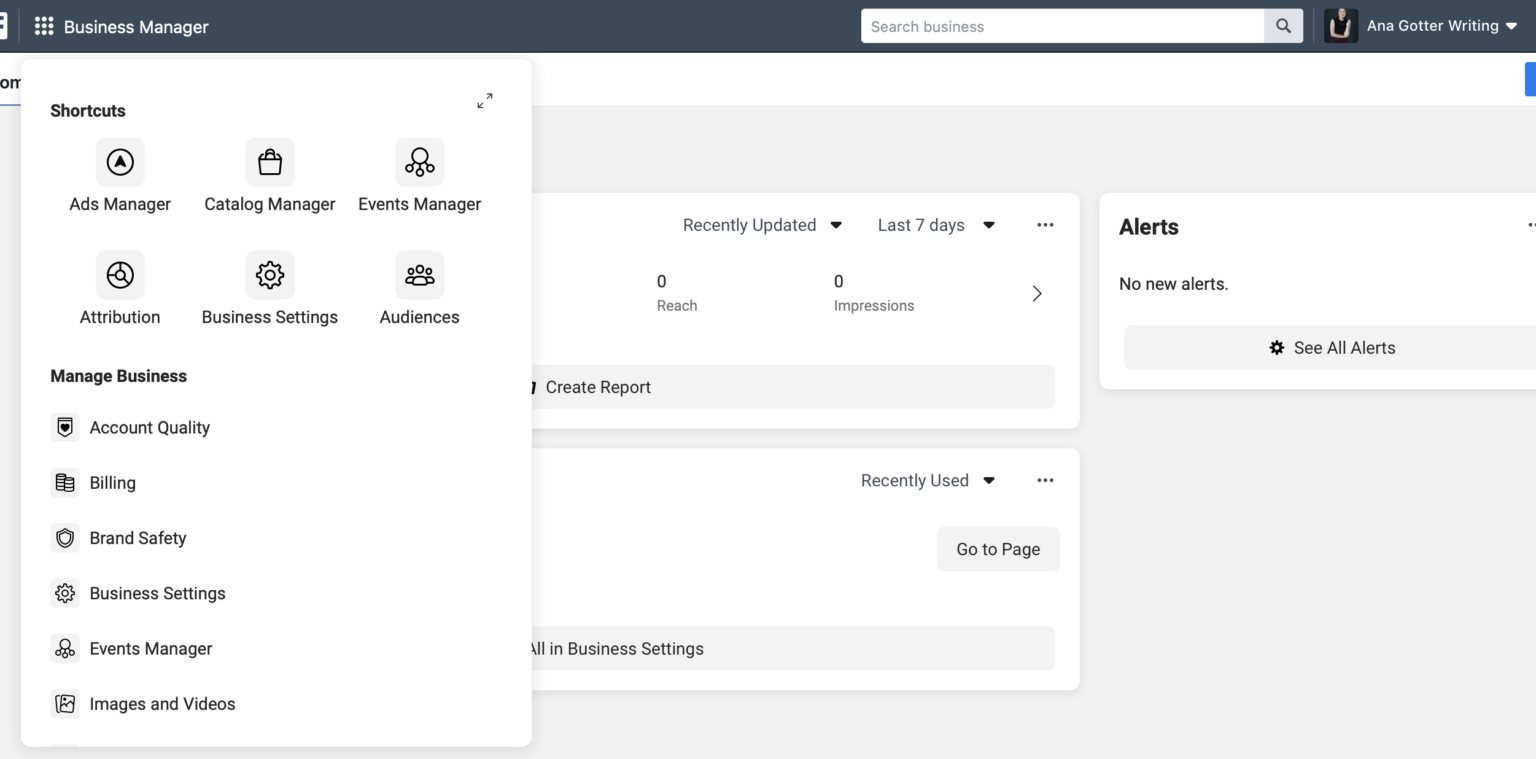 Business Manager
Search business
Ana Gotter Writing
Shortcuts
Ads Manager
Catalog Manager
Events Manager
Attribution
Business Settings
Audiences
Manage Business
Account Quality
Billing
Brand Safety
Business Settings
Events Manager
Images and Videos
Recently Updated
Last 7 days
0
Reach
0
Impressions
Create Report
Recently Used
Go to Page
All in Business Settings
Alerts
No new alerts.
See All Alerts